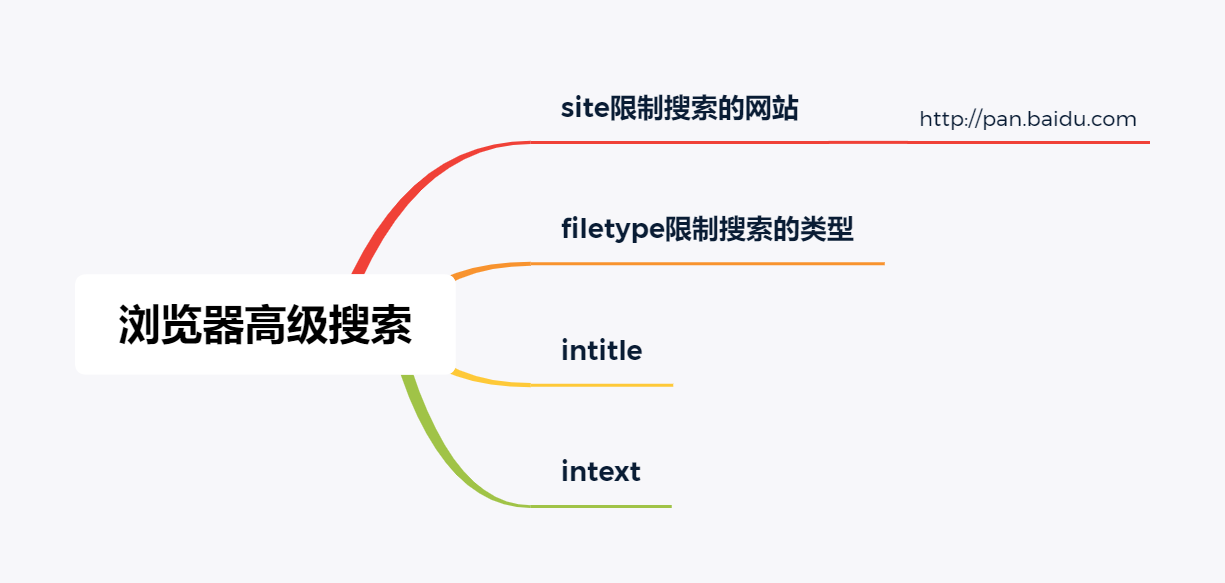 site限制搜索的网站
http://pan.baidu.com
filetype限制搜索的类型
浏览器高级搜索
intitle
intext